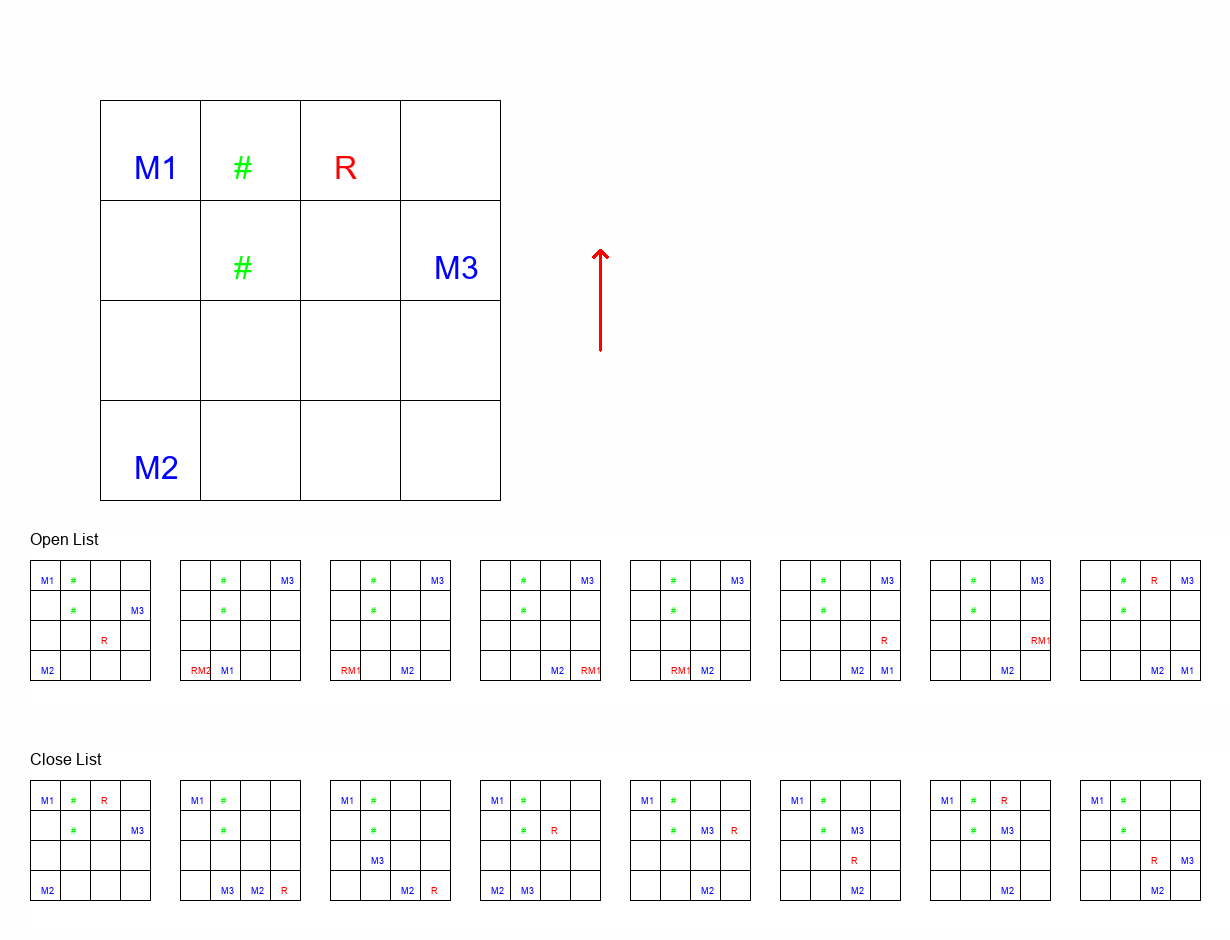 M1 # R
# M3
M2
Open List
M1 # # M3 # M3 # M3 # M3 # M3 # M3 # R M3
# M3 # # # # # # #
R R RM1
M2 RM2 M1 RM1 M2 M2 RM1 RM1 M2 M2 M1 M2 M2 M1
Close List
M1 # R M1 # M1 # M1 # M1 # M1 # M1 # R M1 #
# M3 # # # R # M3 R # M3 # M3 #
M3 R R M3
M2 M3 M2 R M2 R M2 M3 M2 M2 M2 M2